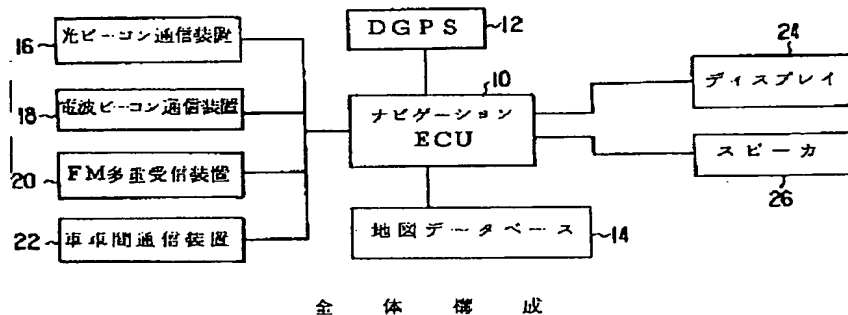 16 光ビーコン通信装置
18 電波ビーコン通信装置
20 FM多重受信装置
22 車車間通信装置
DGPS 12
10
ナビゲーション
ECU
地図データベース 14
24
ディスプレイ
スピーカ
26
全体構成